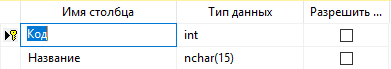 Имя столбца Тип данных Разрешить ...
Код int
Название nchar(15)